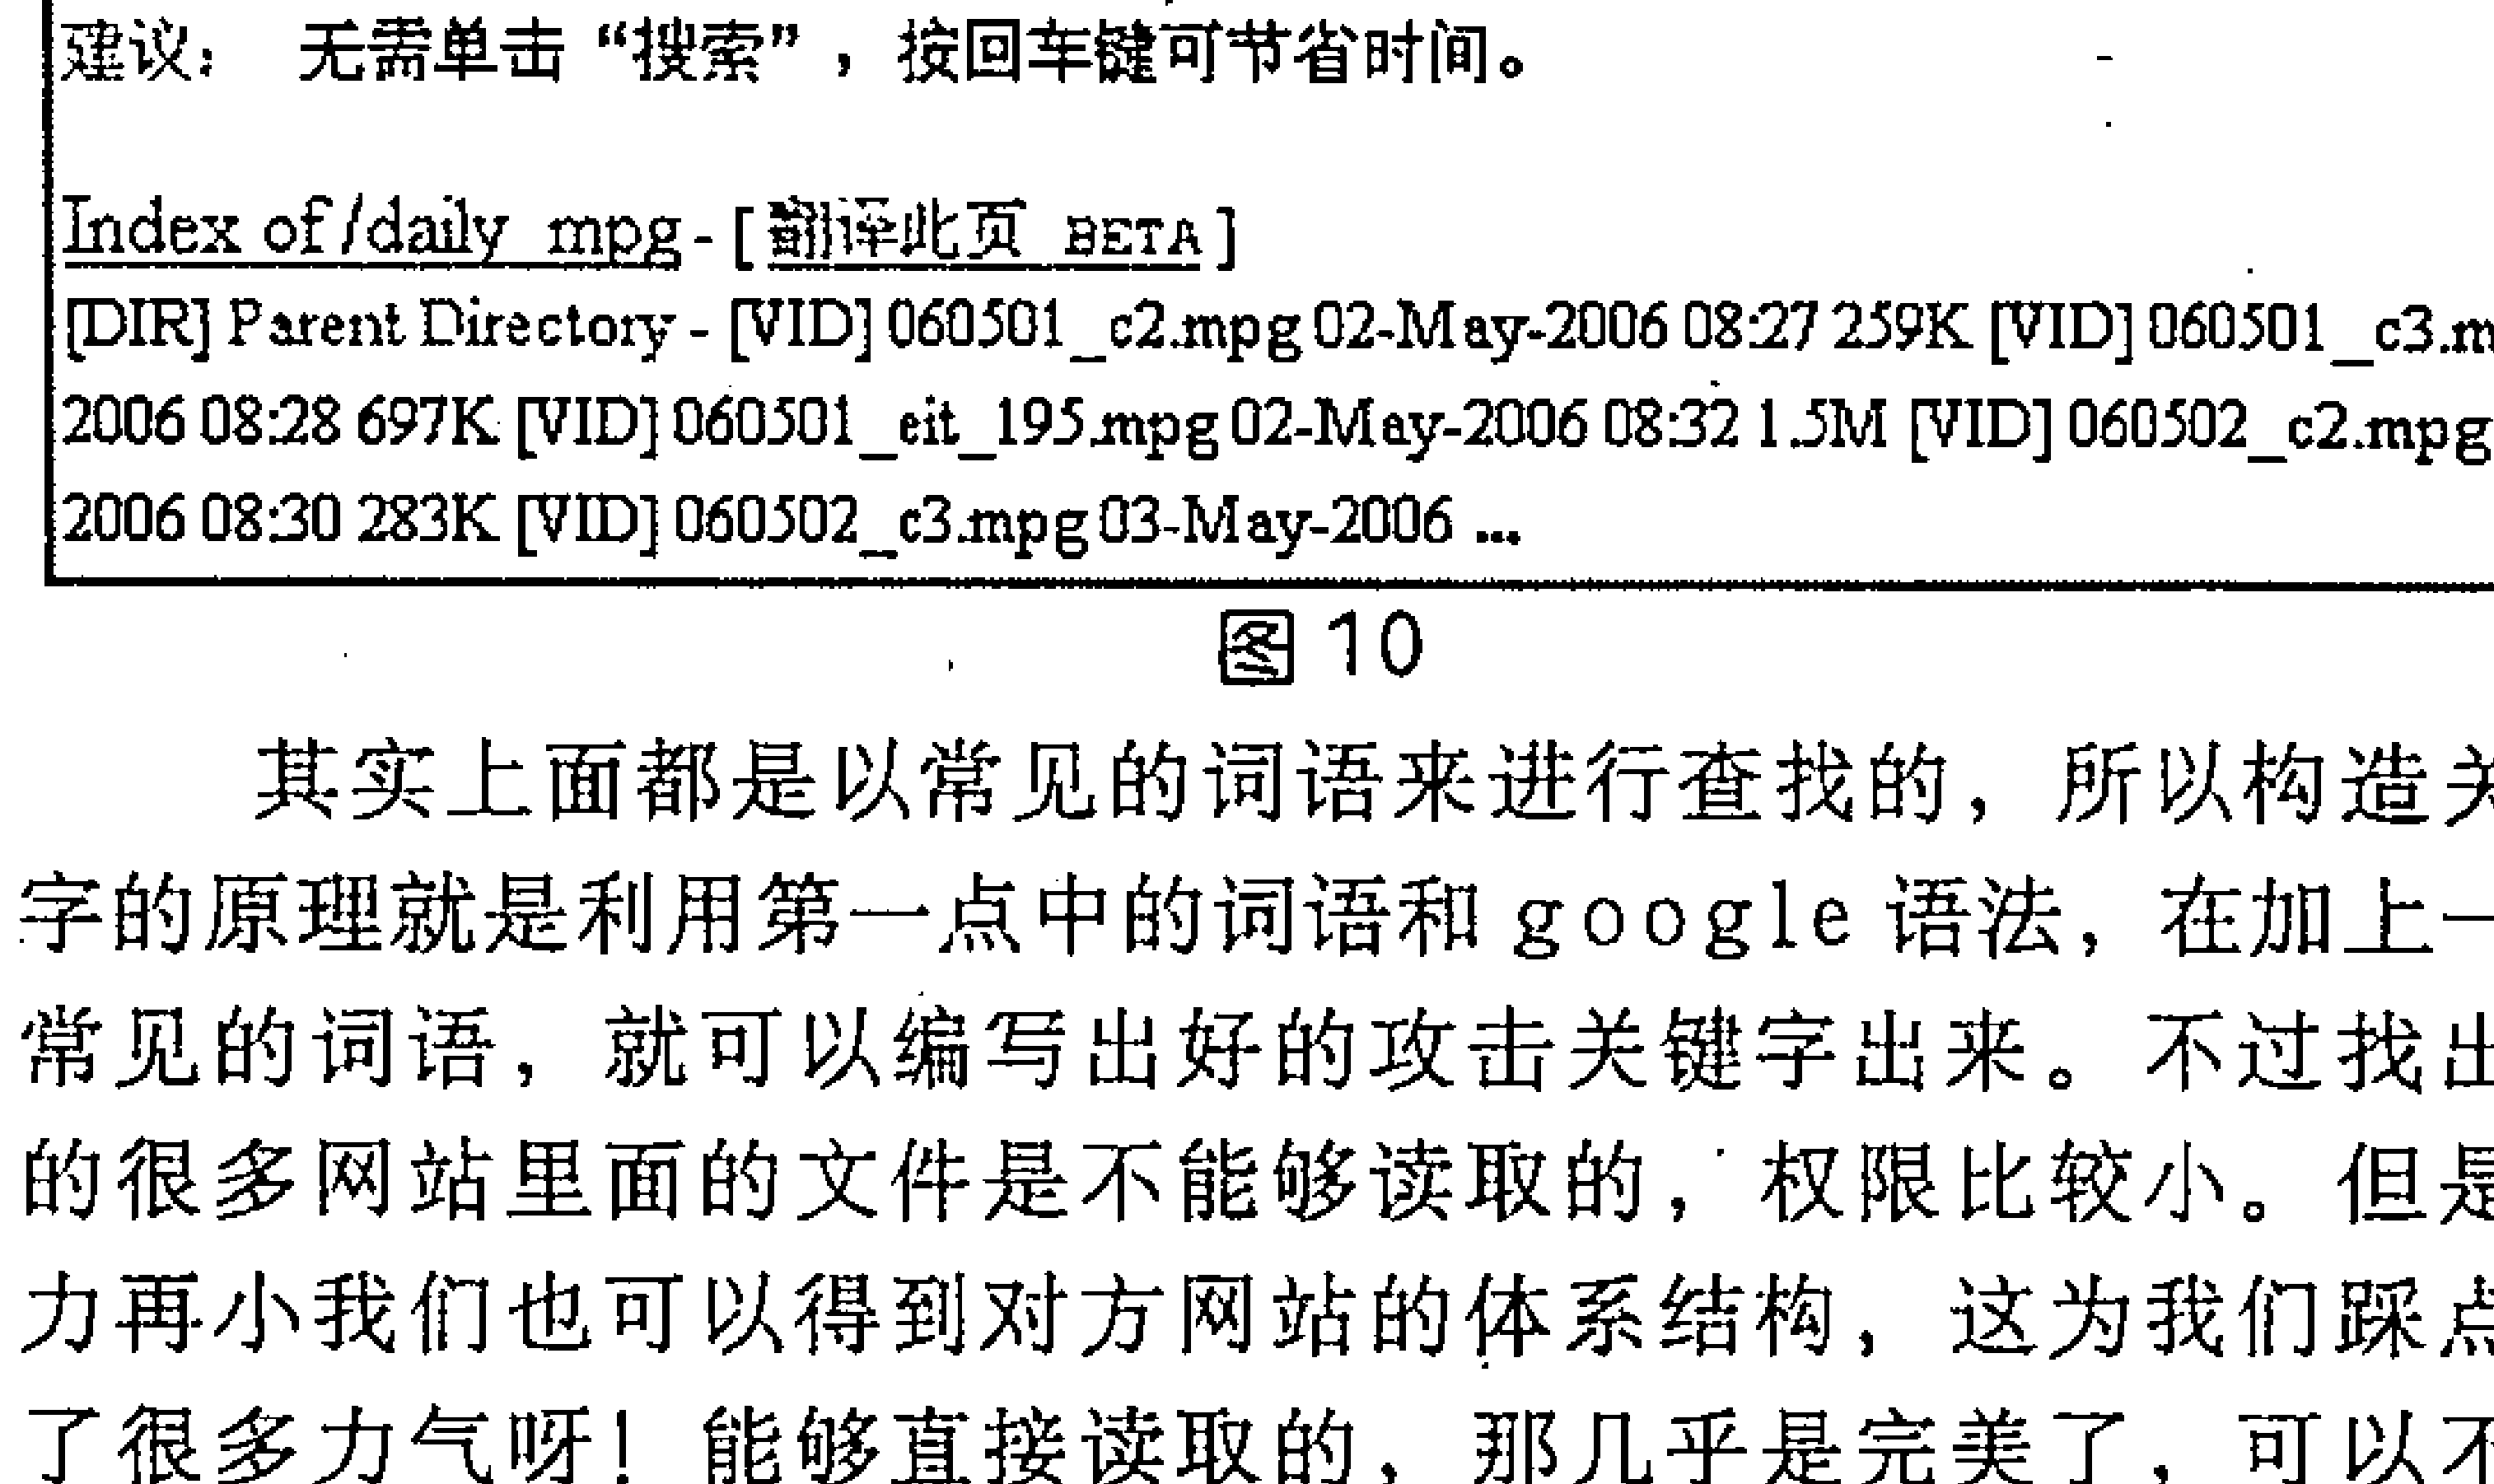 建议： 无需单击“搜索”，按回车键可节省时间。
Index of /daily_mpg - [ 翻译此页 BETA ]
[DIR] Parent Directory - [VID] 060501_c2.mpg 02-May-2006 08:27 259K [VID] 060501_c3.m
2006 08:28 697K [VID] 060501_eit_195.mpg 02-May-2006 08:32 1.5M [VID] 060502_c2.mpg
2006 08:30 283K [VID] 060502_c3.mpg 03-May-2006 ...
图 10
其实上面都是以常见的词语来进行查找的，所以构造关
字的原理就是利用第一点中的词语和 google 语法，在加上一
常见的词语，就可以编写出好的攻击关键字出来。不过找出
的很多网站里面的文件是不能够读取的，权限比较小。但是
力再小我们也可以得到对方网站的体系结构，这为我们踩点
了很多力气呀！能够直接读取的，那几乎是完美了，可以不